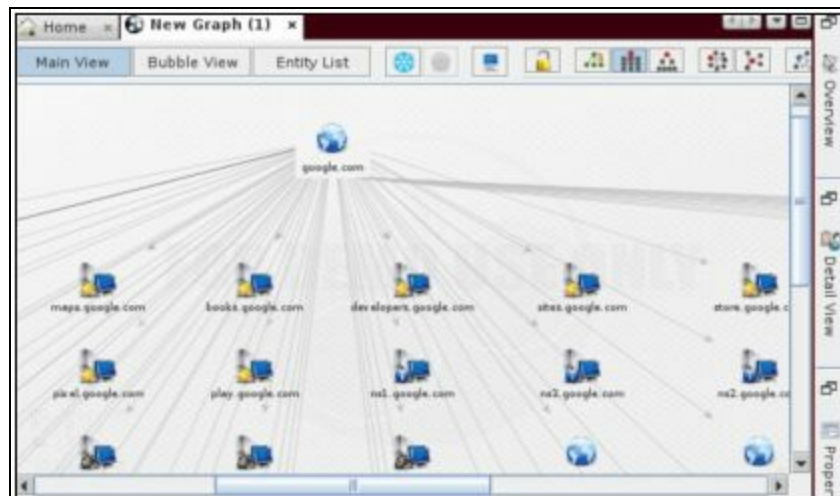 Home
New Graph (1)
Main View
Bubble View
Entity List
Overview
google.com
Detail View
maps.google.com
books.google.com
developers.google.com
sites.google.com
store.google.c
pixel.google.com
play.google.com
ns1.google.com
ns3.google.com
ns2.google.co
Proper